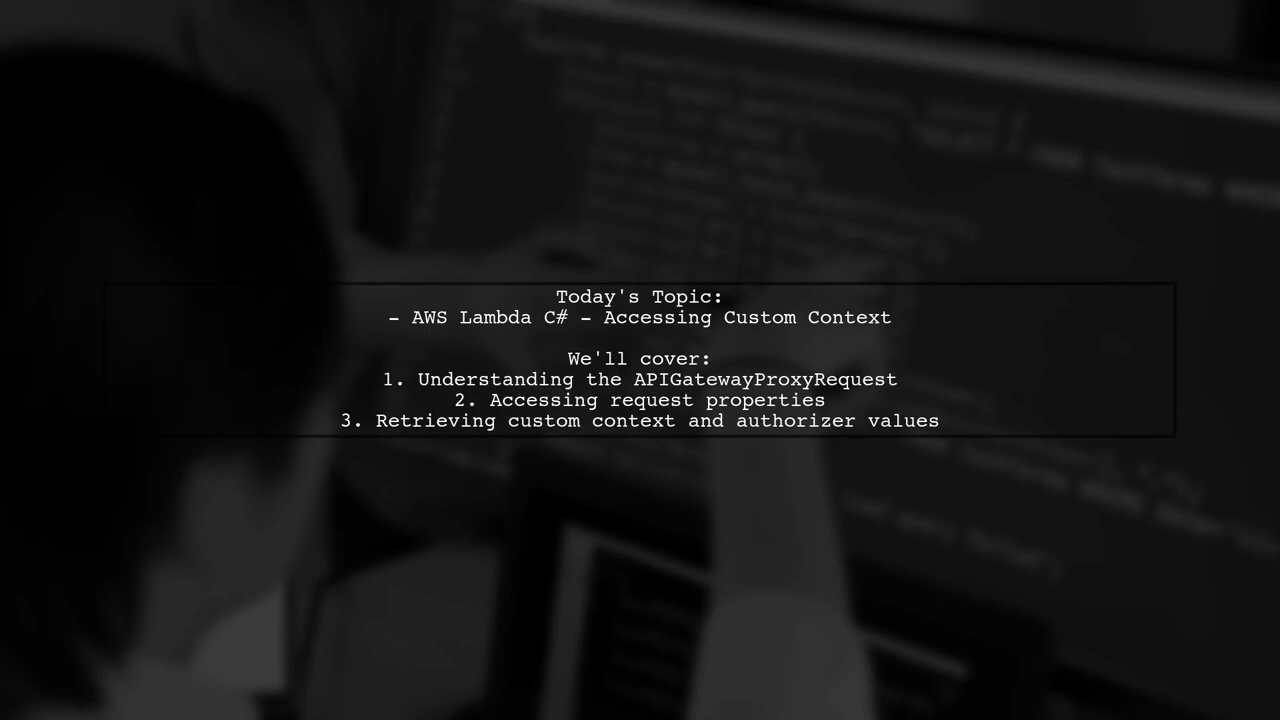 Today's Topic:
- AWS Lambda C# - Accessing Custom Context
We'll cover:
1. Understanding the APIGatewayProxyRequest
2. Accessing request properties
3. Retrieving custom context and authorizer values